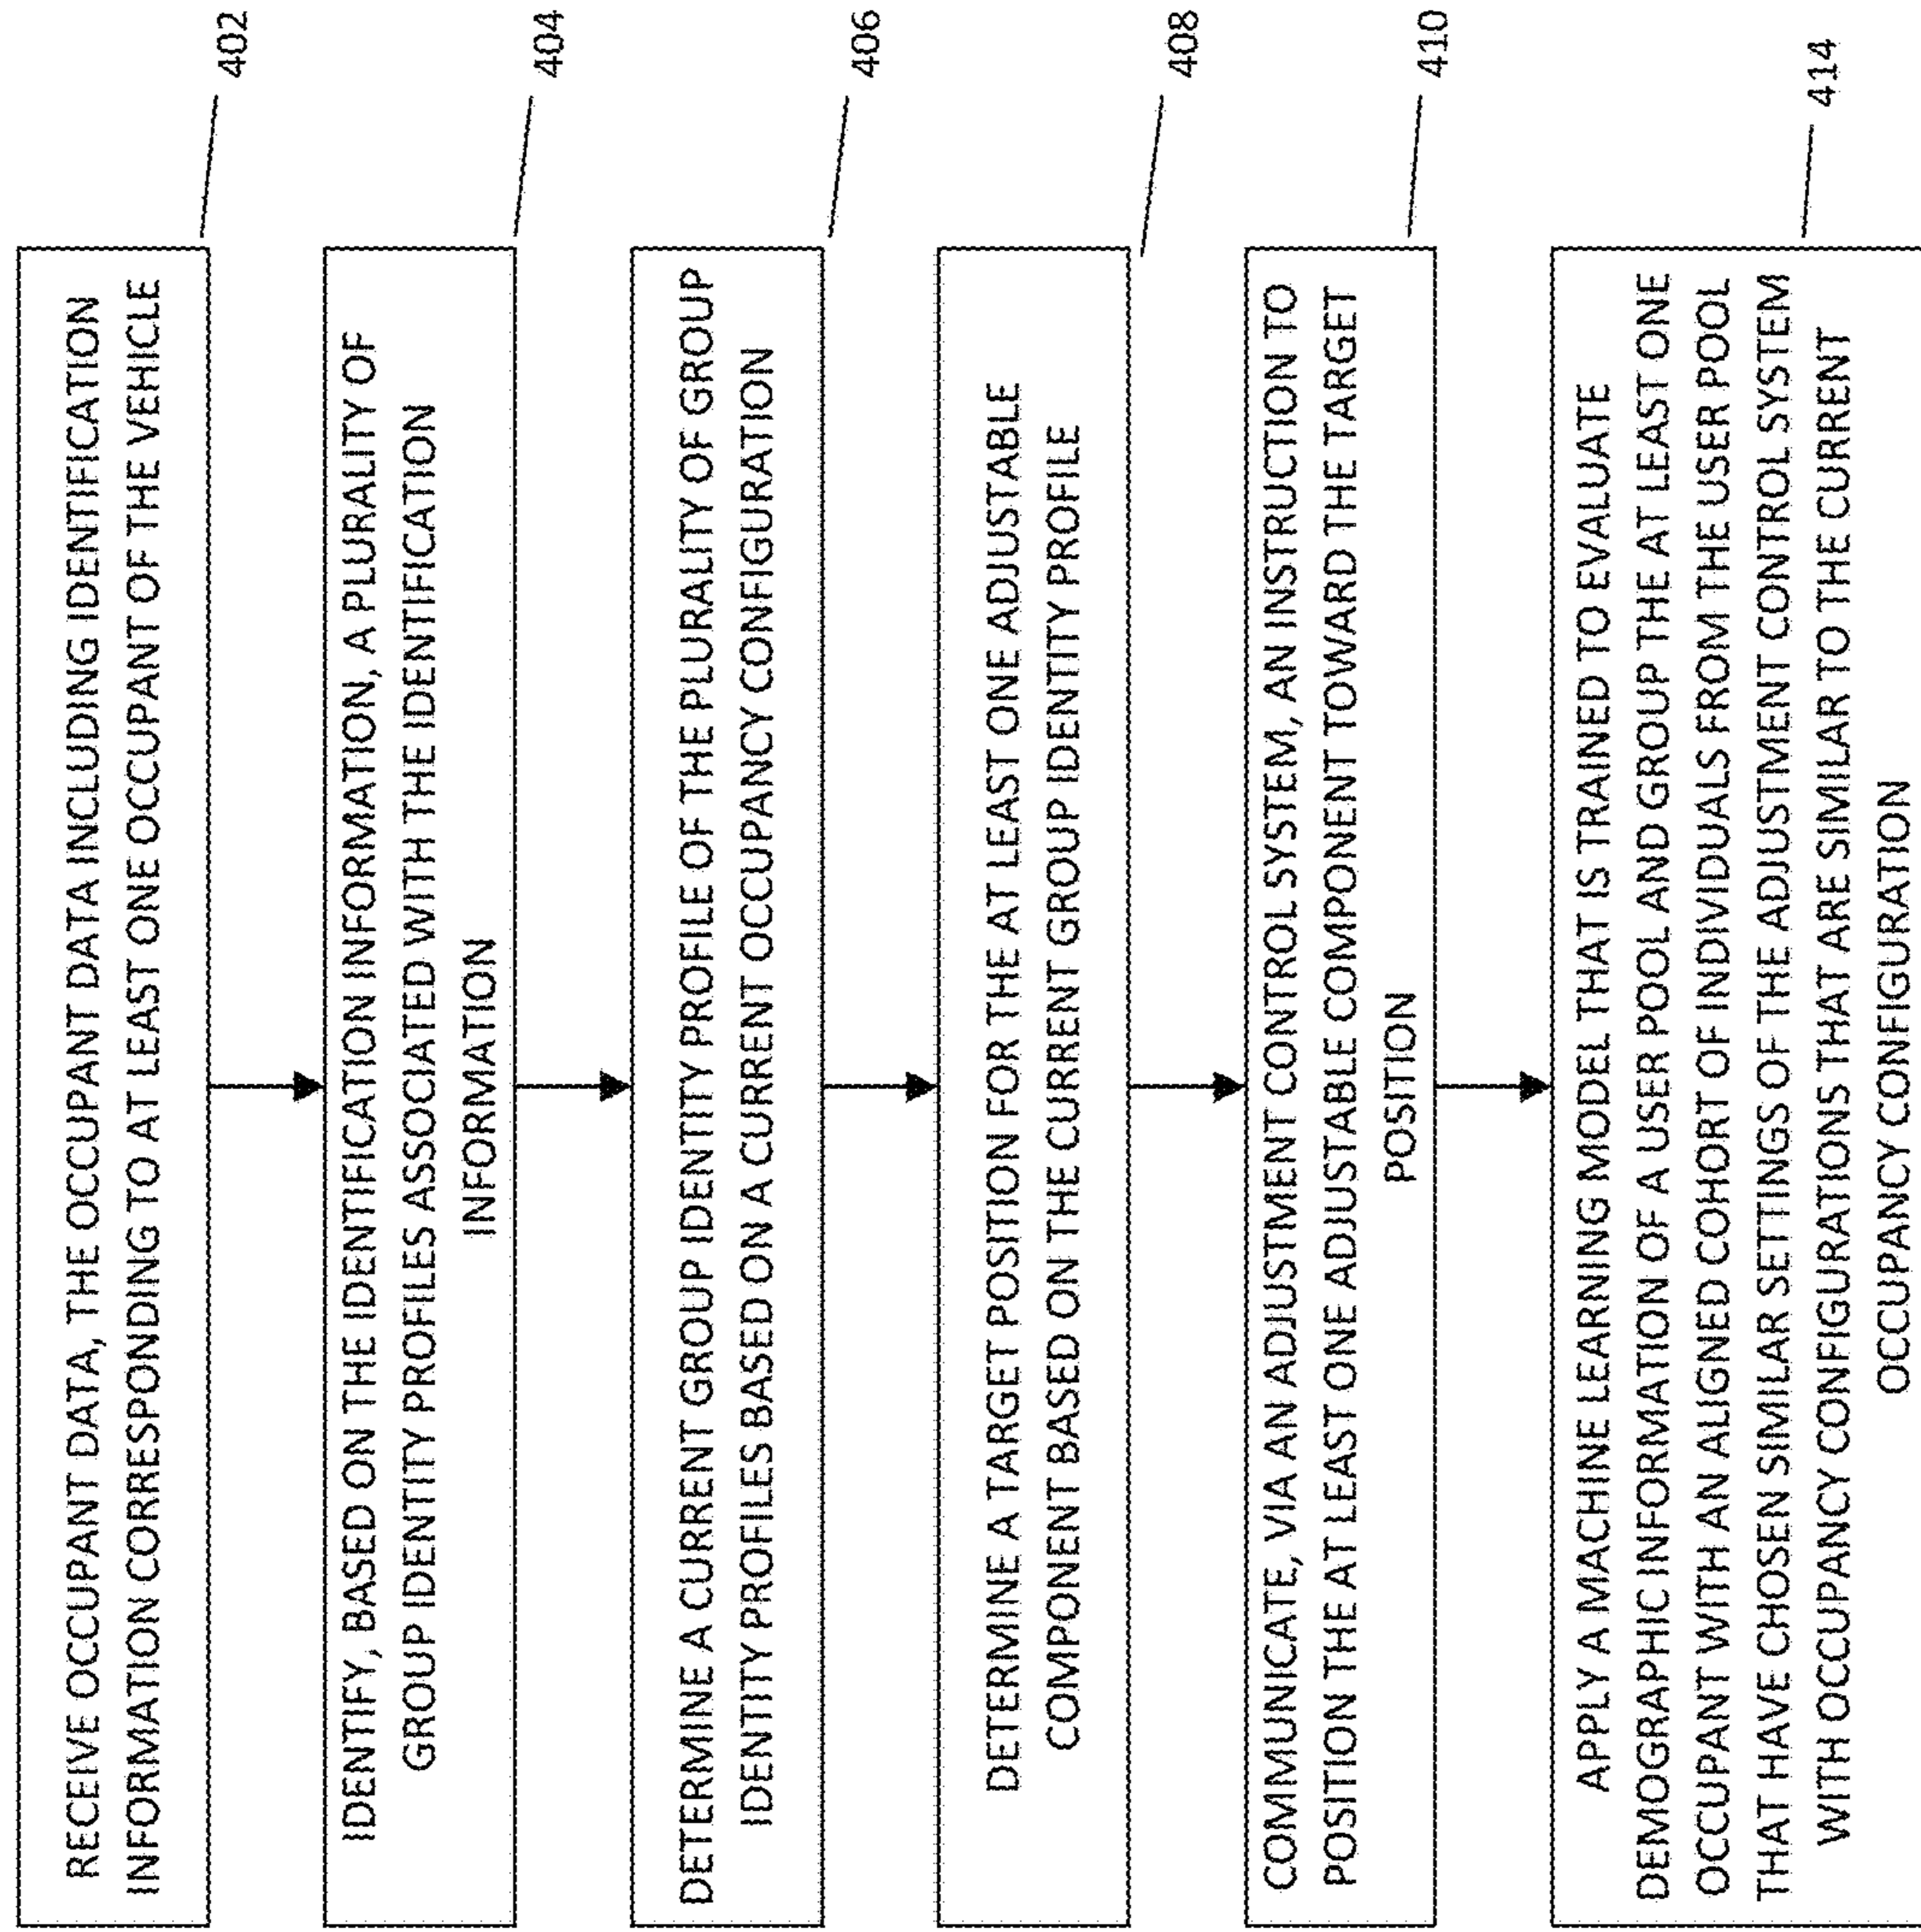 RECEIVE OCCUPANT DATA, THE OCCUPANT DATA INCLUDING IDENTIFICATION
INFORMATION CORRESPONDING TO AT LEAST ONE OCCUPANT OF THE VEHICLE
402
IDENTIFY, BASED ON THE IDENTIFICATION INFORMATION, A PLURALITY OF
GROUP IDENTITY PROFILES ASSOCIATED WITH THE IDENTIFICATION
INFORMATION
404
DETERMINE A CURRENT GROUP IDENTITY PROFILE OF THE PLURALITY OF GROUP
IDENTITY PROFILES BASED ON A CURRENT OCCUPANCY CONFIGURATION
406
DETERMINE A TARGET POSITION FOR THE AT LEAST ONE ADJUSTABLE
COMPONENT BASED ON THE CURRENT GROUP IDENTITY PROFILE
408
COMMUNICATE, VIA AN ADJUSTMENT CONTROL SYSTEM, AN INSTRUCTION TO
POSITION THE AT LEAST ONE ADJUSTABLE COMPONENT TOWARD THE TARGET
POSITION
410
APPLY A MACHINE LEARNING MODEL THAT IS TRAINED TO EVALUATE
DEMOGRAPHIC INFORMATION OF A USER POOL AND GROUP THE AT LEAST ONE
OCCUPANT WITH AN ALIGNED COHORT OF INDIVIDUALS FROM THE USER POOL
THAT HAVE CHOSEN SIMILAR SETTINGS OF THE ADJUSTMENT CONTROL SYSTEM
WITH OCCUPANCY CONFIGURATIONS THAT ARE SIMILAR TO THE CURRENT
OCCUPANCY CONFIGURATION
414